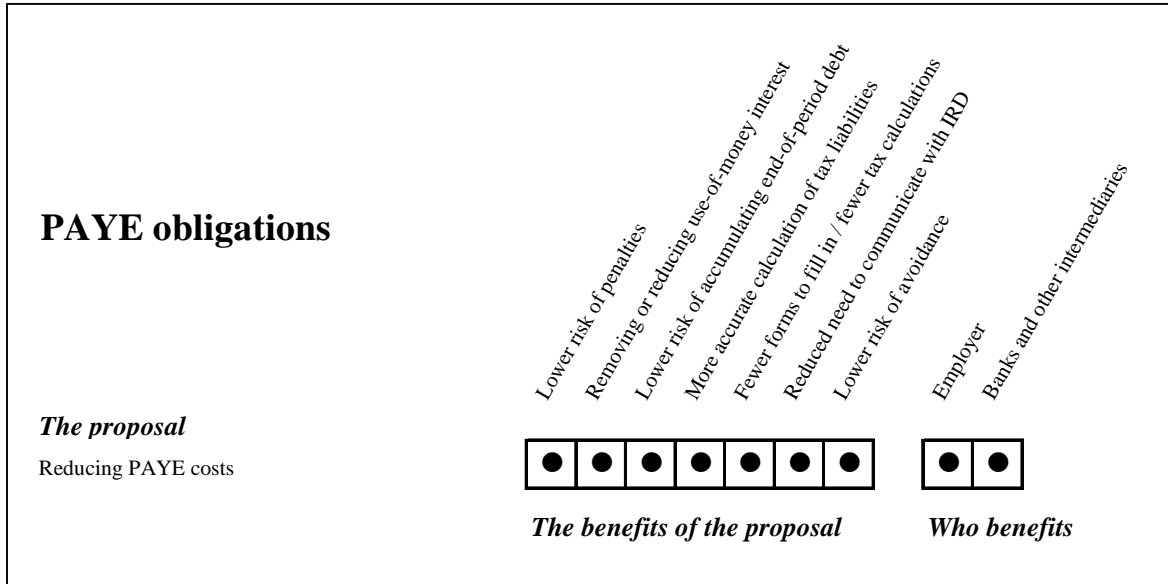 PAYE obligations
Lower risk of penalties
Removing or reducing use-of-money interest
Lower risk of accumulating end-of-period debt
More accurate calculation of tax liabilities
Fewer forms to fill in / fewer tax calculations
Reduced need to communicate with IRD
Lower risk of avoidance
Employer
Banks and other intermediaries
The proposal
Reducing PAYE costs
The benefits of the proposal
Who benefits